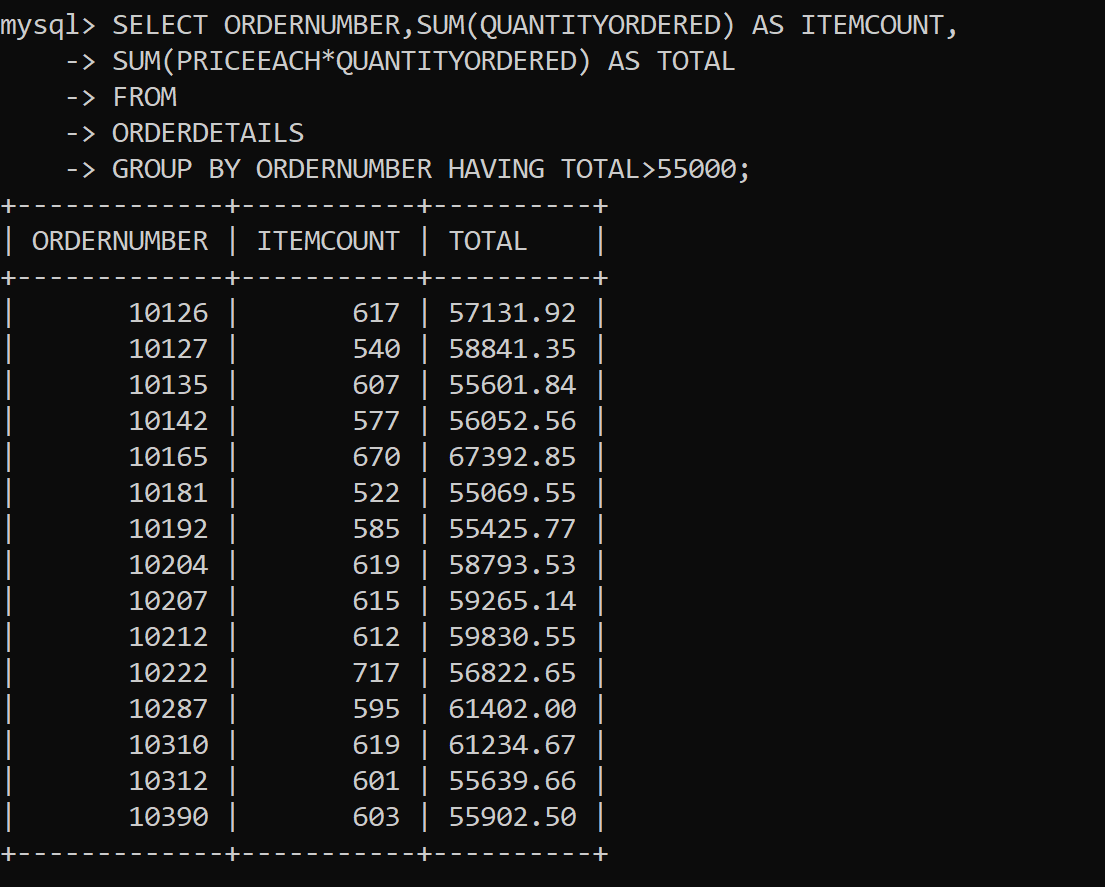 mysql> SELECT ORDERNUMBER,SUM(QUANTITYORDERED) AS ITEMCOUNT,
    -> SUM(PRICEEACH*QUANTITYORDERED) AS TOTAL
    -> FROM
    -> ORDERDETAILS
    -> GROUP BY ORDERNUMBER HAVING TOTAL>55000;
+-------------+-----------+----------+
| ORDERNUMBER | ITEMCOUNT | TOTAL    |
+-------------+-----------+----------+
|       10126 |       617 | 57131.92 |
|       10127 |       540 | 58841.35 |
|       10135 |       607 | 55601.84 |
|       10142 |       577 | 56052.56 |
|       10165 |       670 | 67392.85 |
|       10181 |       522 | 55069.55 |
|       10192 |       585 | 55425.77 |
|       10204 |       619 | 58793.53 |
|       10207 |       615 | 59265.14 |
|       10212 |       612 | 59830.55 |
|       10222 |       717 | 56822.65 |
|       10287 |       595 | 61402.00 |
|       10310 |       619 | 61234.67 |
|       10312 |       601 | 55639.66 |
|       10390 |       603 | 55902.50 |
+-------------+-----------+----------+